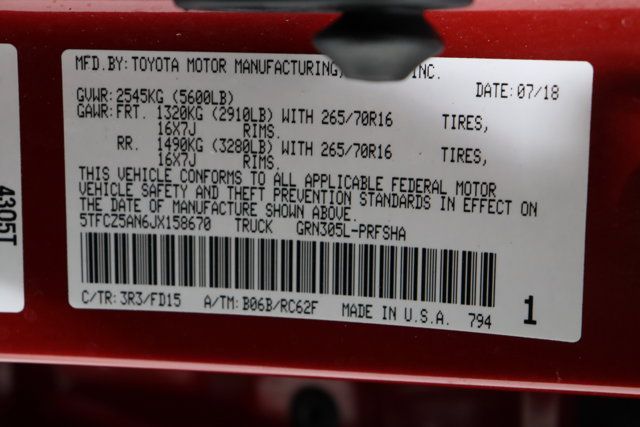 MFD.BY:TOYOTA MOTOR MANUFACTURING, INC.
DATE:07/18
GVWR:2545KG (5600LB)
GAWR:FRT. 1320KG (2910LB) WITH 265/70R16 TIRES,
16X7J RIMS.
RR. 1490KG (3280LB) WITH 265/70R16 TIRES,
16X7J RIMS.
THIS VEHICLE CONFORMS TO ALL APPLICABLE FEDERAL MOTOR
VEHICLE SAFETY AND THEFT PREVENTION STANDARDS IN EFFECT ON
THE DATE OF MANUFACTURE SHOWN ABOVE.
5TFCZ5AN6JX158670 TRUCK GRN305L-PRFSHA
C/TR:3R3/FD15 A/TM:B06B/RC62F MADE IN U.S.A. 794
1
4305T